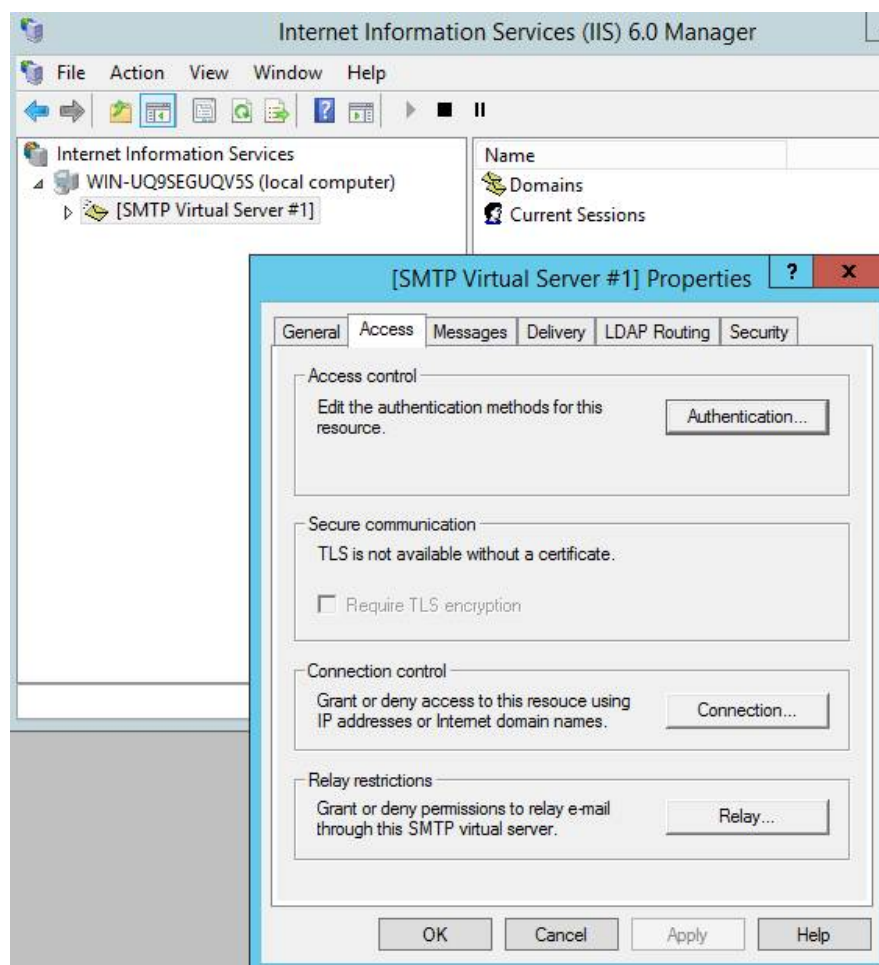 Internet Information Services (IIS) 6.0 Manager
File Action View Window Help
Internet Information Services
WIN-UQ9SEGUQV5S (local computer)
[SMTP Virtual Server #1]
Name
Domains
Current Sessions
[SMTP Virtual Server #1] Properties ? x
General Access Messages Delivery LDAP Routing Security
Access control
Edit the authentication methods for this
resource.
Authentication...
Secure communication
TLS is not available without a certificate.
Require TLS encryption
Connection control
Grant or deny access to this resouce using
IP addresses or Internet domain names.
Connection...
Relay restrictions
Grant or deny permissions to relay e-mail
through this SMTP virtual server.
Relay...
OK Cancel Apply Help